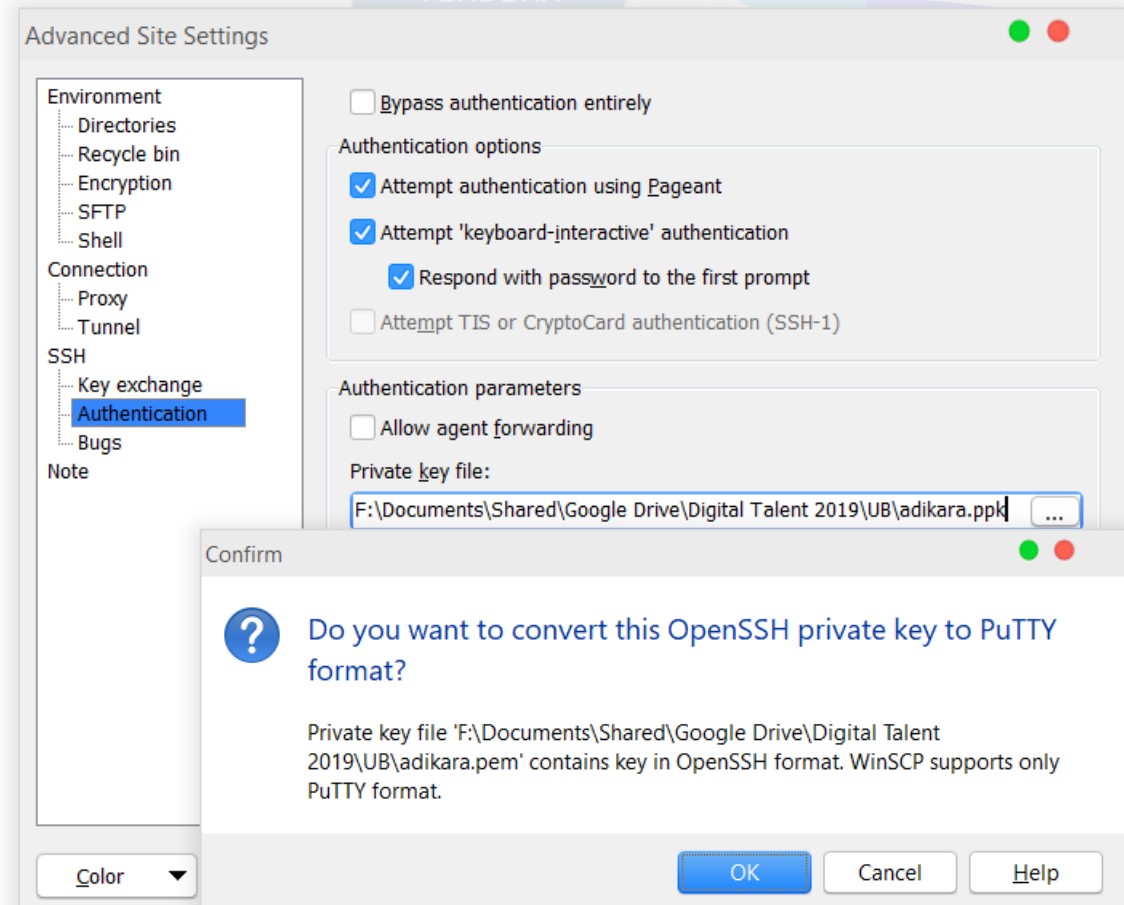 Advanced Site Settings
Environment
Directories
Recycle bin
Encryption
SFTP
Shell
Connection
Proxy
Tunnel
SSH
Key exchange
Authentication
Bugs
Note
Color
Bypass authentication entirely
Authentication options
Attempt authentication using Pageant
Attempt 'keyboard-interactive' authentication
Respond with password to the first prompt
Attempt TIS or CryptoCard authentication (SSH-1)
Authentication parameters
Allow agent forwarding
Private key file:
F:\Documents\Shared\Google Drive\Digital Talent 2019\UB\adikara.ppk
...
Confirm
?
Do you want to convert this OpenSSH private key to PuTTY
format?
Private key file 'F:\Documents\Shared\Google Drive\Digital Talent
2019\UB\adikara.pem' contains key in OpenSSH format. WinSCP supports only
PuTTY format.
OK
Cancel
Help